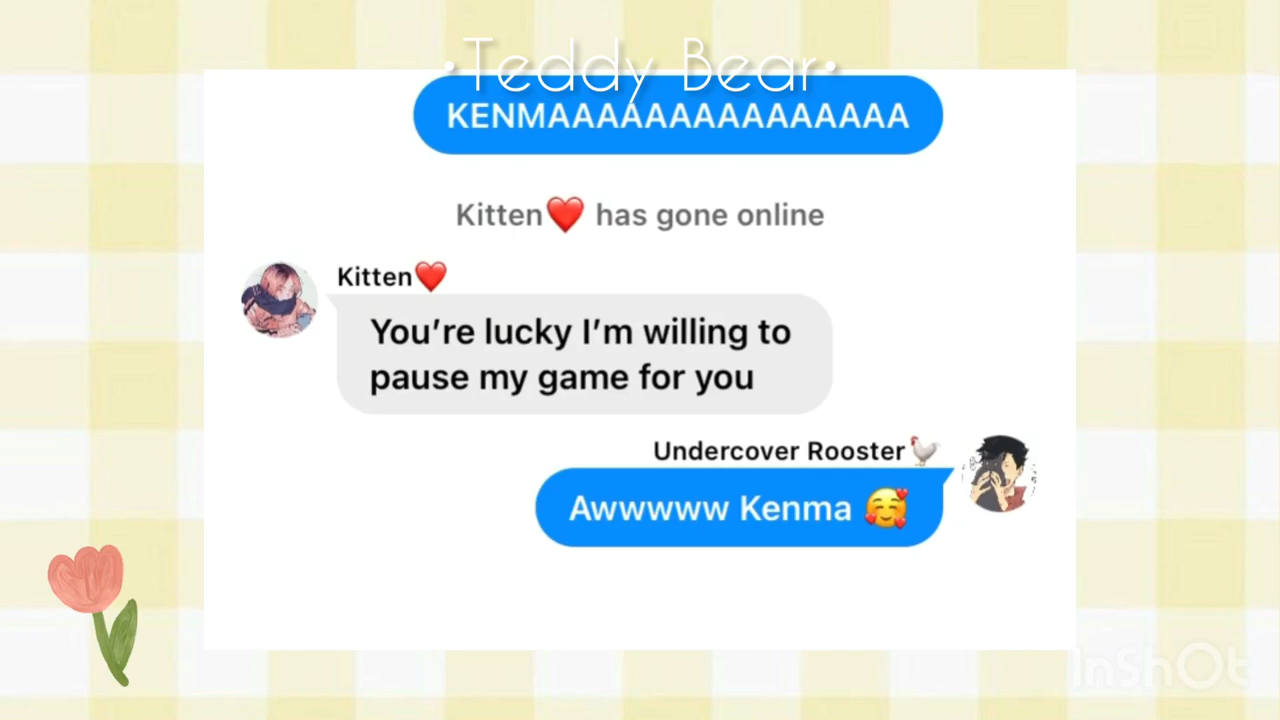 •Teddy Bear•
KENMAAAAAAAAAAAAAAA
Kitten❤️ has gone online
Kitten❤️
You’re lucky I’m willing to
pause my game for you
Undercover Rooster🐓
Awwwww Kenma 🥰
InShOt